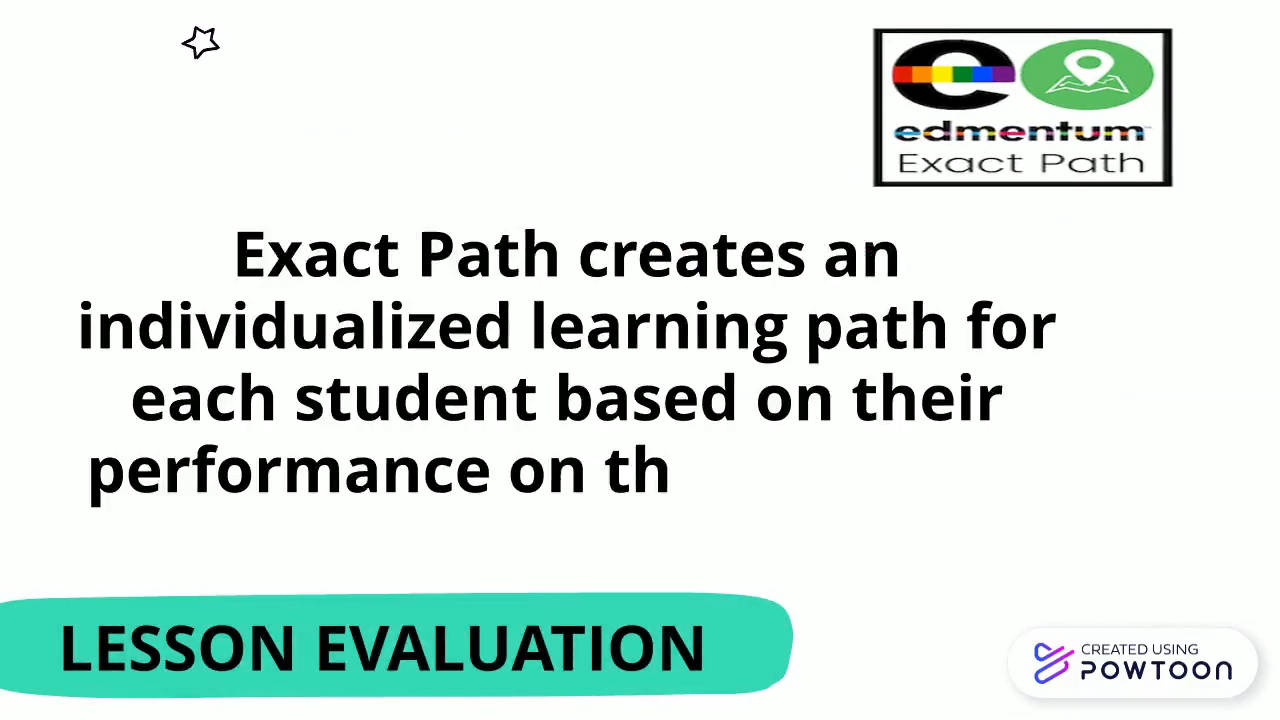 edmentum
Exact Path
Exact Path creates an
individualized learning path for
each student based on their
performance on th
LESSON EVALUATION
CREATED USING
POWTOON